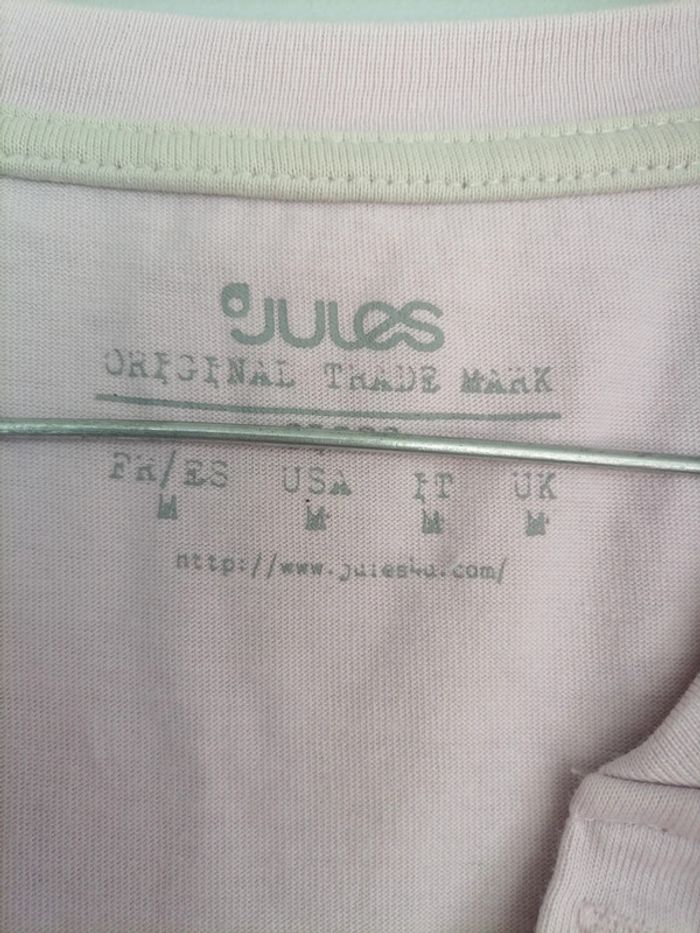 JULES
ORIGINAL TRADE MARK
FR/ES USA IT UK
M M M M
http://www.jules4u.com/